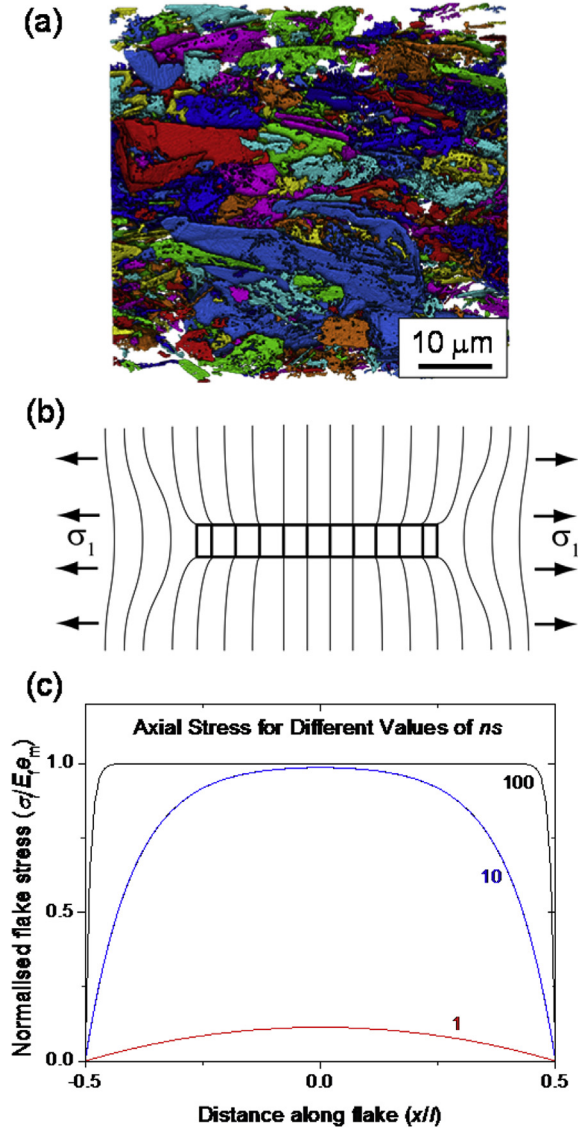 (a)
10 μm
(b)
σ1 σ1
(c)
Axial Stress for Different Values of ns
Normalised flake stress (σf/Efem)
1.0
0.5
0.0
100
10
1
-0.5 0.0 0.5
Distance along flake (x/l)